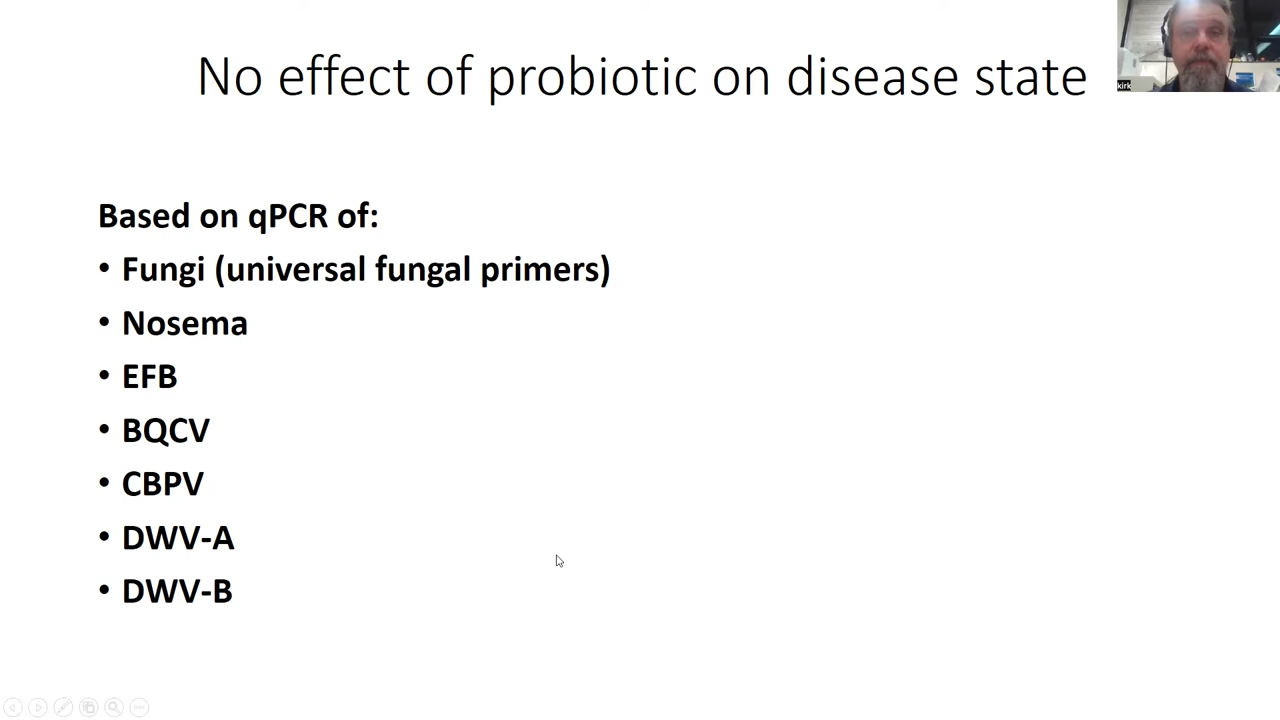 No effect of probiotic on disease state
kirk
Based on qPCR of:
• Fungi (universal fungal primers)
• Nosema
• EFB
• BQCV
• CBPV
• DWV-A
• DWV-B